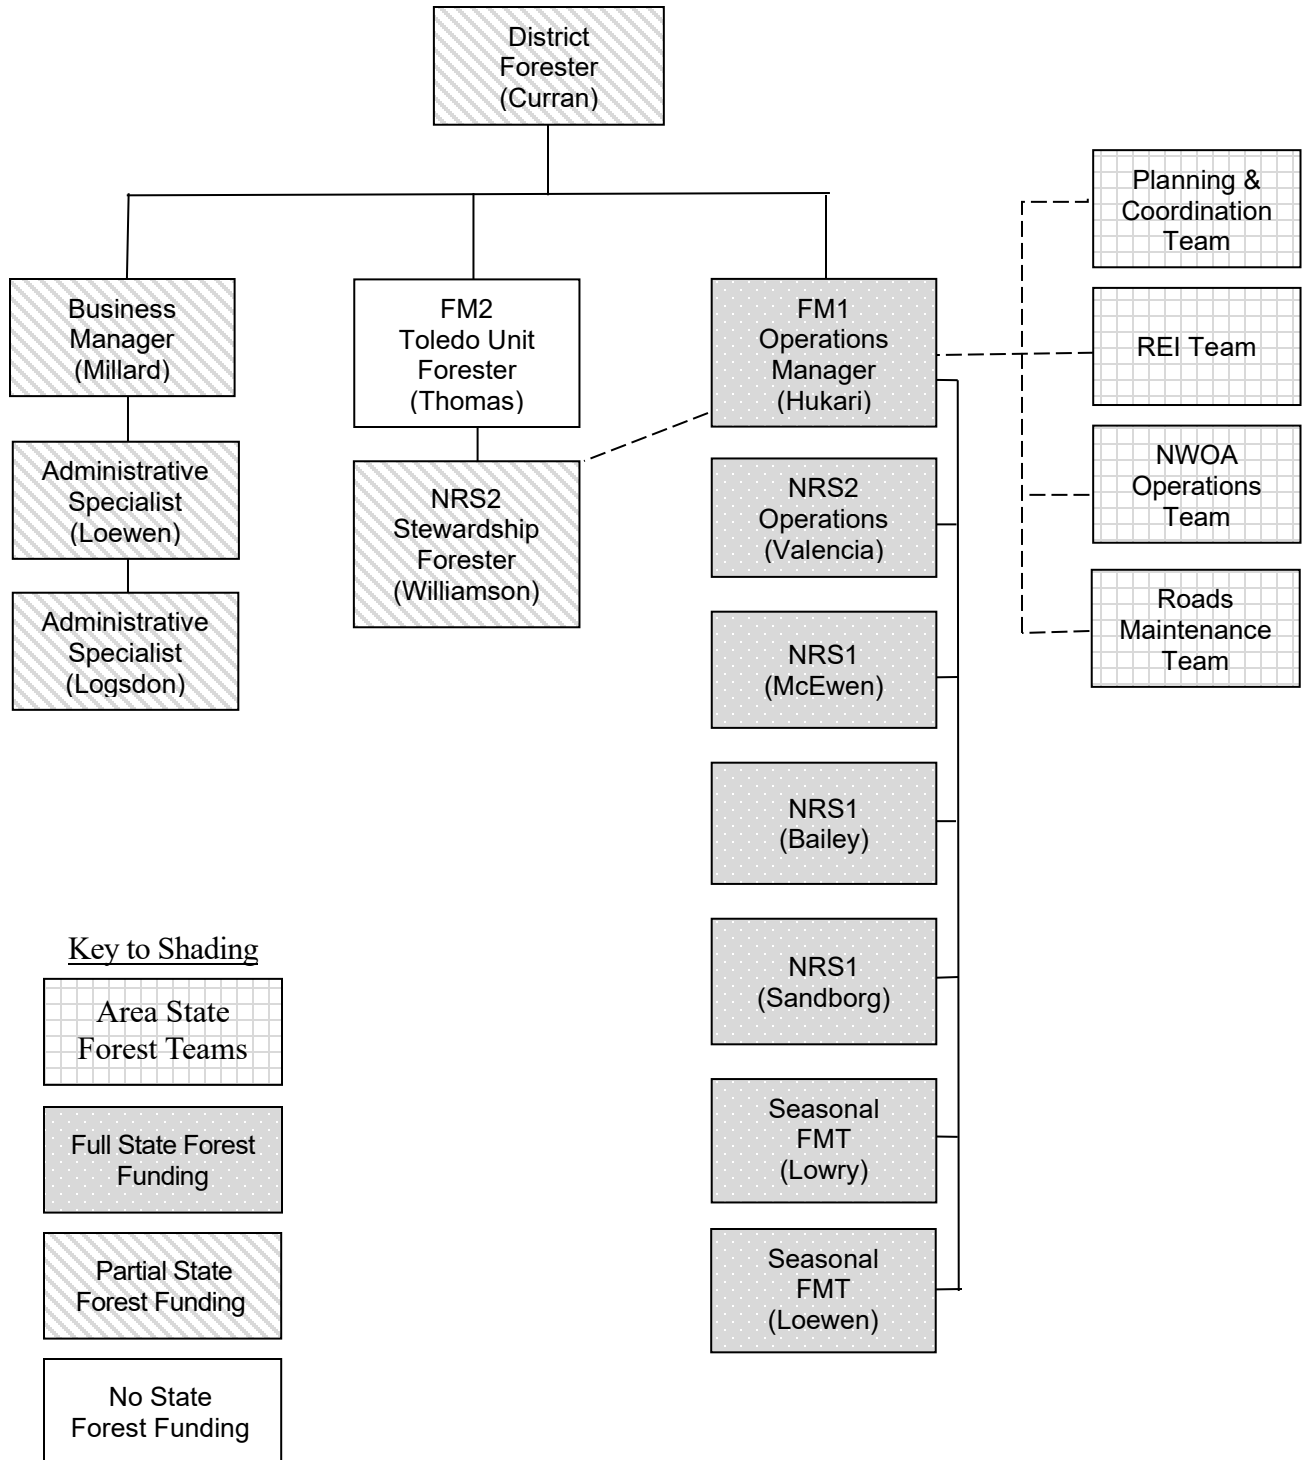 District
Forester
(Curran)
Planning &
Coordination
Team
REI Team
NWOA
Operations
Team
Roads
Maintenance
Team
Business
Manager
(Millard)
Administrative
Specialist
(Loewen)
Administrative
Specialist
(Logsdon)
FM2
Toledo Unit
Forester
(Thomas)
NRS2
Stewardship
Forester
(Williamson)
FM1
Operations
Manager
(Hukari)
NRS2
Operations
(Valencia)
NRS1
(McEwen)
NRS1
(Bailey)
NRS1
(Sandborg)
Seasonal
FMT
(Lowry)
Seasonal
FMT
(Loewen)
Key to Shading
Area State
Forest Teams
Full State Forest
Funding
Partial State
Forest Funding
No State
Forest Funding